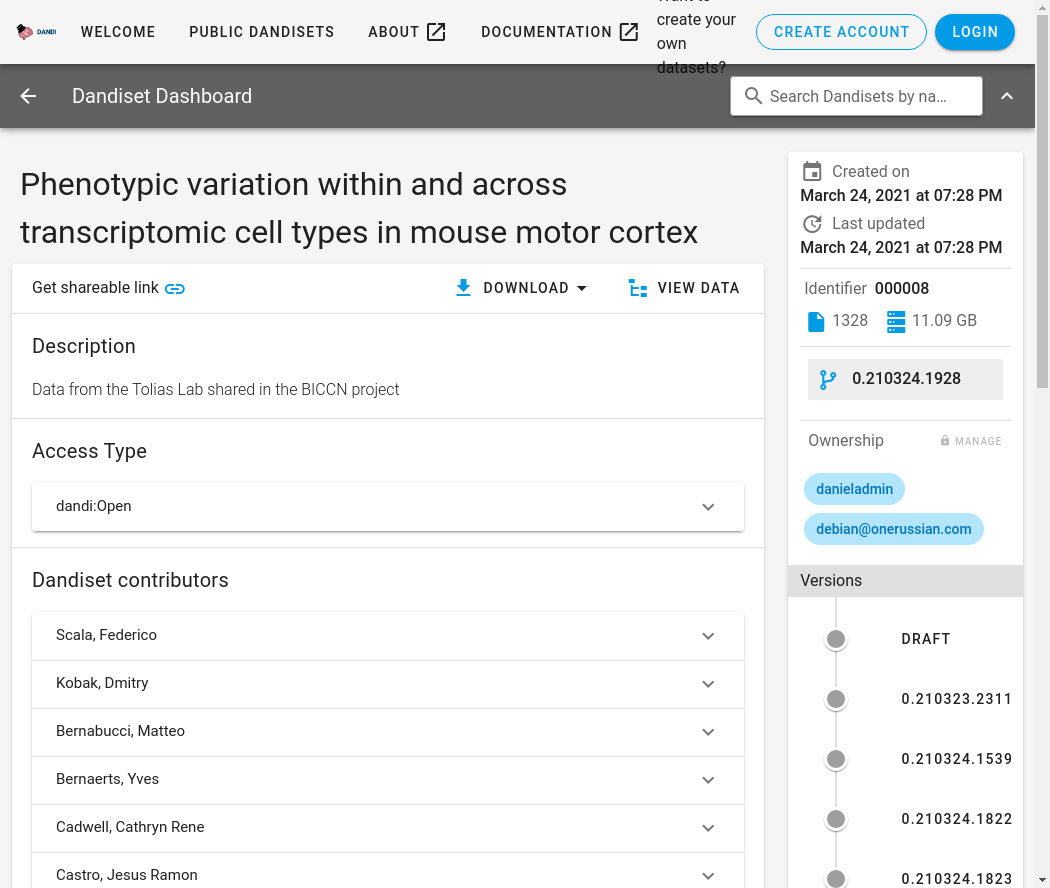 DANDI
WELCOME
PUBLIC DANDISETS
ABOUT
DOCUMENTATION
create your
own
datasets?
CREATE ACCOUNT
LOGIN
Dandiset Dashboard
Search Dandisets by na…
Phenotypic variation within and across
transcriptomic cell types in mouse motor cortex
Get shareable link
DOWNLOAD
VIEW DATA
Description
Data from the Tolias Lab shared in the BICCN project
Access Type
dandi:Open
Dandiset contributors
Scala, Federico
Kobak, Dmitry
Bernabucci, Matteo
Bernaerts, Yves
Cadwell, Cathryn Rene
Castro, Jesus Ramon
Created on
March 24, 2021 at 07:28 PM
Last updated
March 24, 2021 at 07:28 PM
Identifier 000008
1328 11.09 GB
0.210324.1928
Ownership MANAGE
danieladmin
debian@onerussian.com
Versions
DRAFT
0.210323.2311
0.210324.1539
0.210324.1822
0.210324.1823